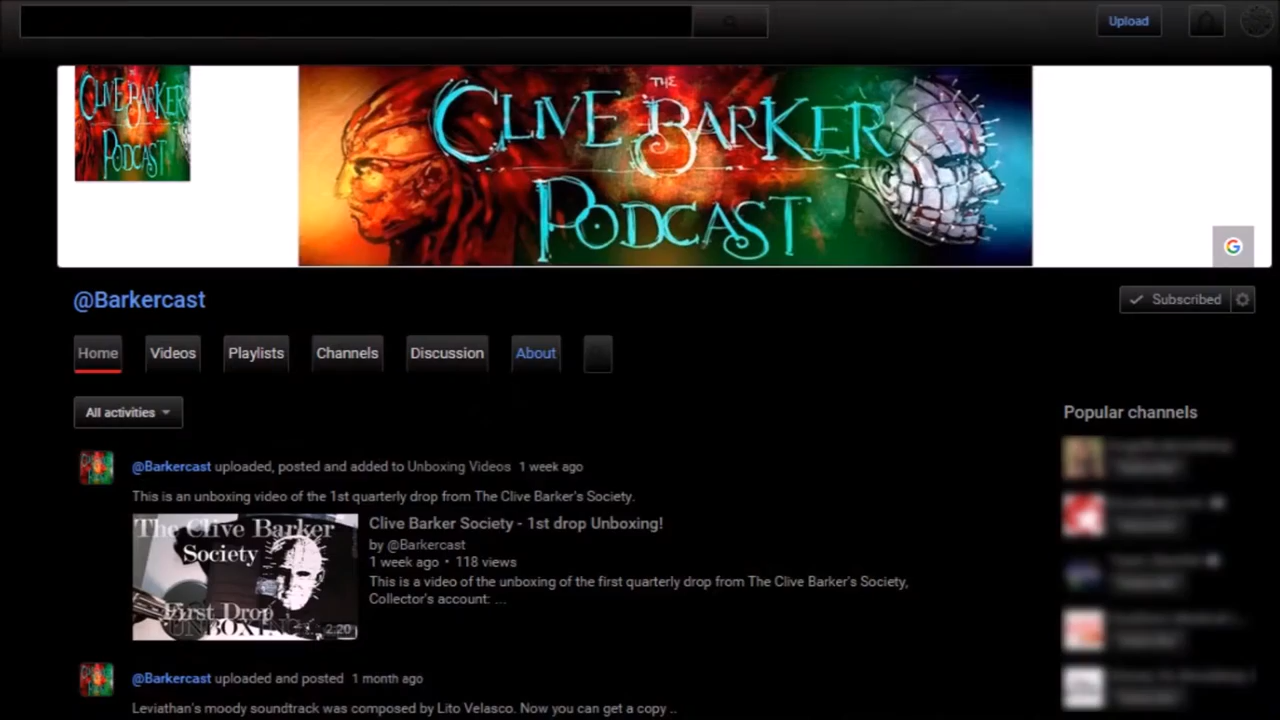 Upload
CLIVE BARKER
PODCAST
THE
CLIVE BARKER
PODCAST
G
@Barkercast
Subscribed
Home Videos Playlists Channels Discussion About
All activities
Popular channels
@Barkercast uploaded, posted and added to Unboxing Videos 1 week ago
This is an unboxing video of the 1st quarterly drop from The Clive Barker's Society.
The Clive Barker
Society
First Drop
UNBOXING
2:20
Clive Barker Society - 1st drop Unboxing!
by @Barkercast
1 week ago • 118 views
This is a video of the unboxing of the first quarterly drop from The Clive Barker's Society,
Collector's account: ...
@Barkercast uploaded and posted 1 month ago
Leviathan's moody soundtrack was composed by Lito Velasco. Now you can get a copy ..